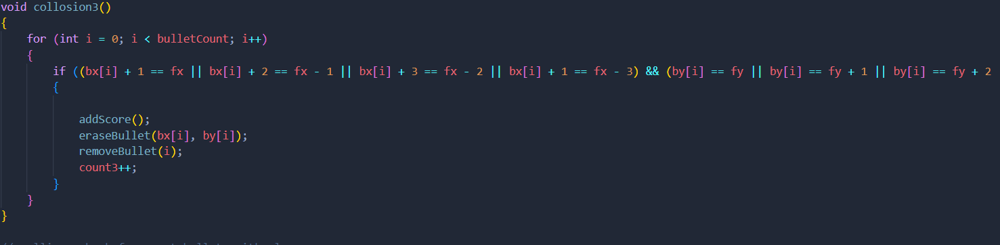 void collosion3()
{
    for (int i = 0; i < bulletCount; i++)
    {
        if ((bx[i] + 1 == fx || bx[i] + 2 == fx - 1 || bx[i] + 3 == fx - 2 || bx[i] + 1 == fx - 3) && (by[i] == fy || by[i] == fy + 1 || by[i] == fy + 2
        {
            addScore();
            eraseBullet(bx[i], by[i]);
            removeBullet(i);
            count3++;
        }
    }
}